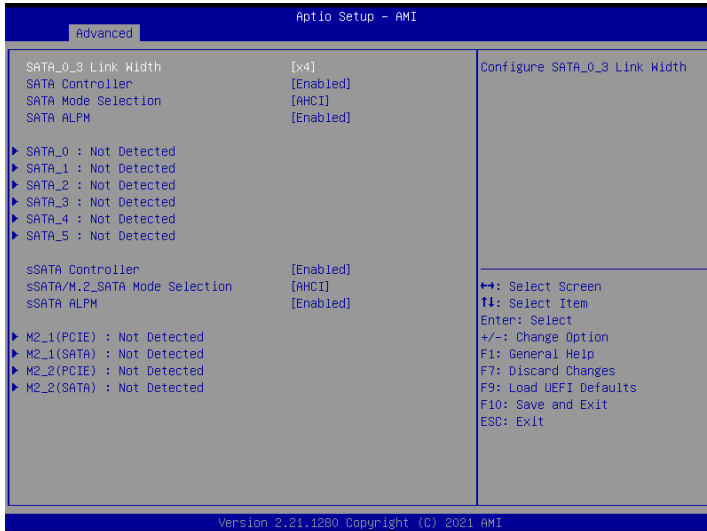 Aptio Setup – AMI
Advanced
SATA_0_3 Link Width [x4]
SATA Controller [Enabled]
SATA Mode Selection [AHCI]
SATA ALPM [Enabled]
▶ SATA_0 : Not Detected
▶ SATA_1 : Not Detected
▶ SATA_2 : Not Detected
▶ SATA_3 : Not Detected
▶ SATA_4 : Not Detected
▶ SATA_5 : Not Detected
sSATA Controller [Enabled]
sSATA/M.2_SATA Mode Selection [AHCI]
sSATA ALPM [Enabled]
▶ M2_1(PCIE) : Not Detected
▶ M2_1(SATA) : Not Detected
▶ M2_2(PCIE) : Not Detected
▶ M2_2(SATA) : Not Detected
Configure SATA_0_3 Link Width
↔: Select Screen
↑↓: Select Item
Enter: Select
+/-: Change Option
F1: General Help
F7: Discard Changes
F9: Load UEFI Defaults
F10: Save and Exit
ESC: Exit
Version 2.21.1280 Copyright (C) 2021 AMI